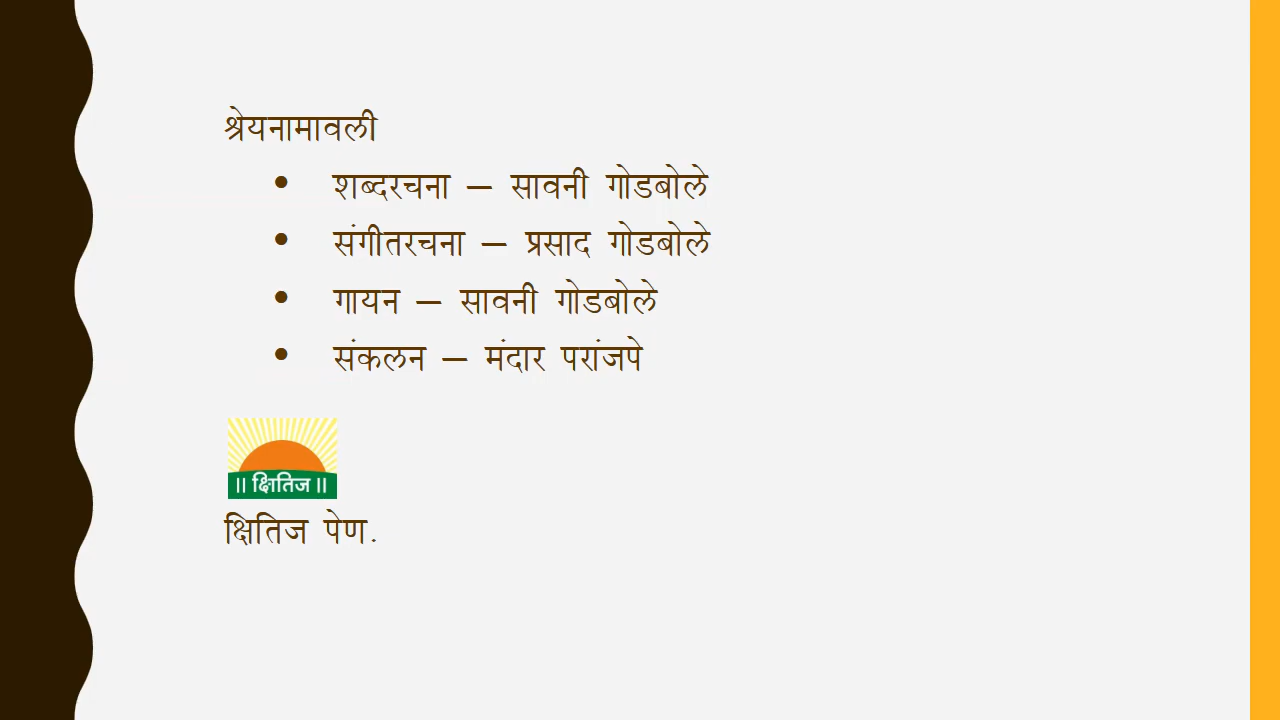 श्रेयनामावली
• शब्दरचना – सावनी गोडबोले
• संगीतरचना – प्रसाद गोडबोले
• गायन – सावनी गोडबोले
• संकलन – मंदार परांजपे
॥ क्षितिज ॥
क्षितिज पेण.